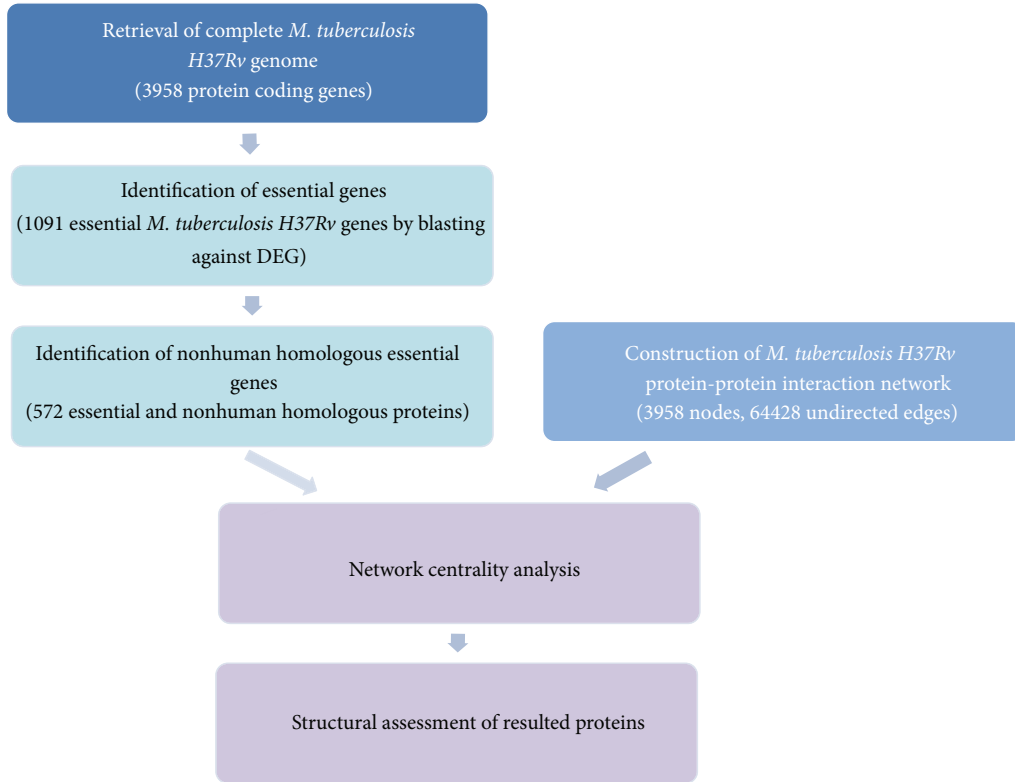 Retrieval of complete M. tuberculosis
H37Rv genome
(3958 protein coding genes)
Identification of essential genes
(1091 essential M. tuberculosis H37Rv genes by blasting
against DEG)
Identification of nonhuman homologous essential
genes
(572 essential and nonhuman homologous proteins)
Construction of M. tuberculosis H37Rv
protein-protein interaction network
(3958 nodes, 64428 undirected edges)
Network centrality analysis
Structural assessment of resulted proteins